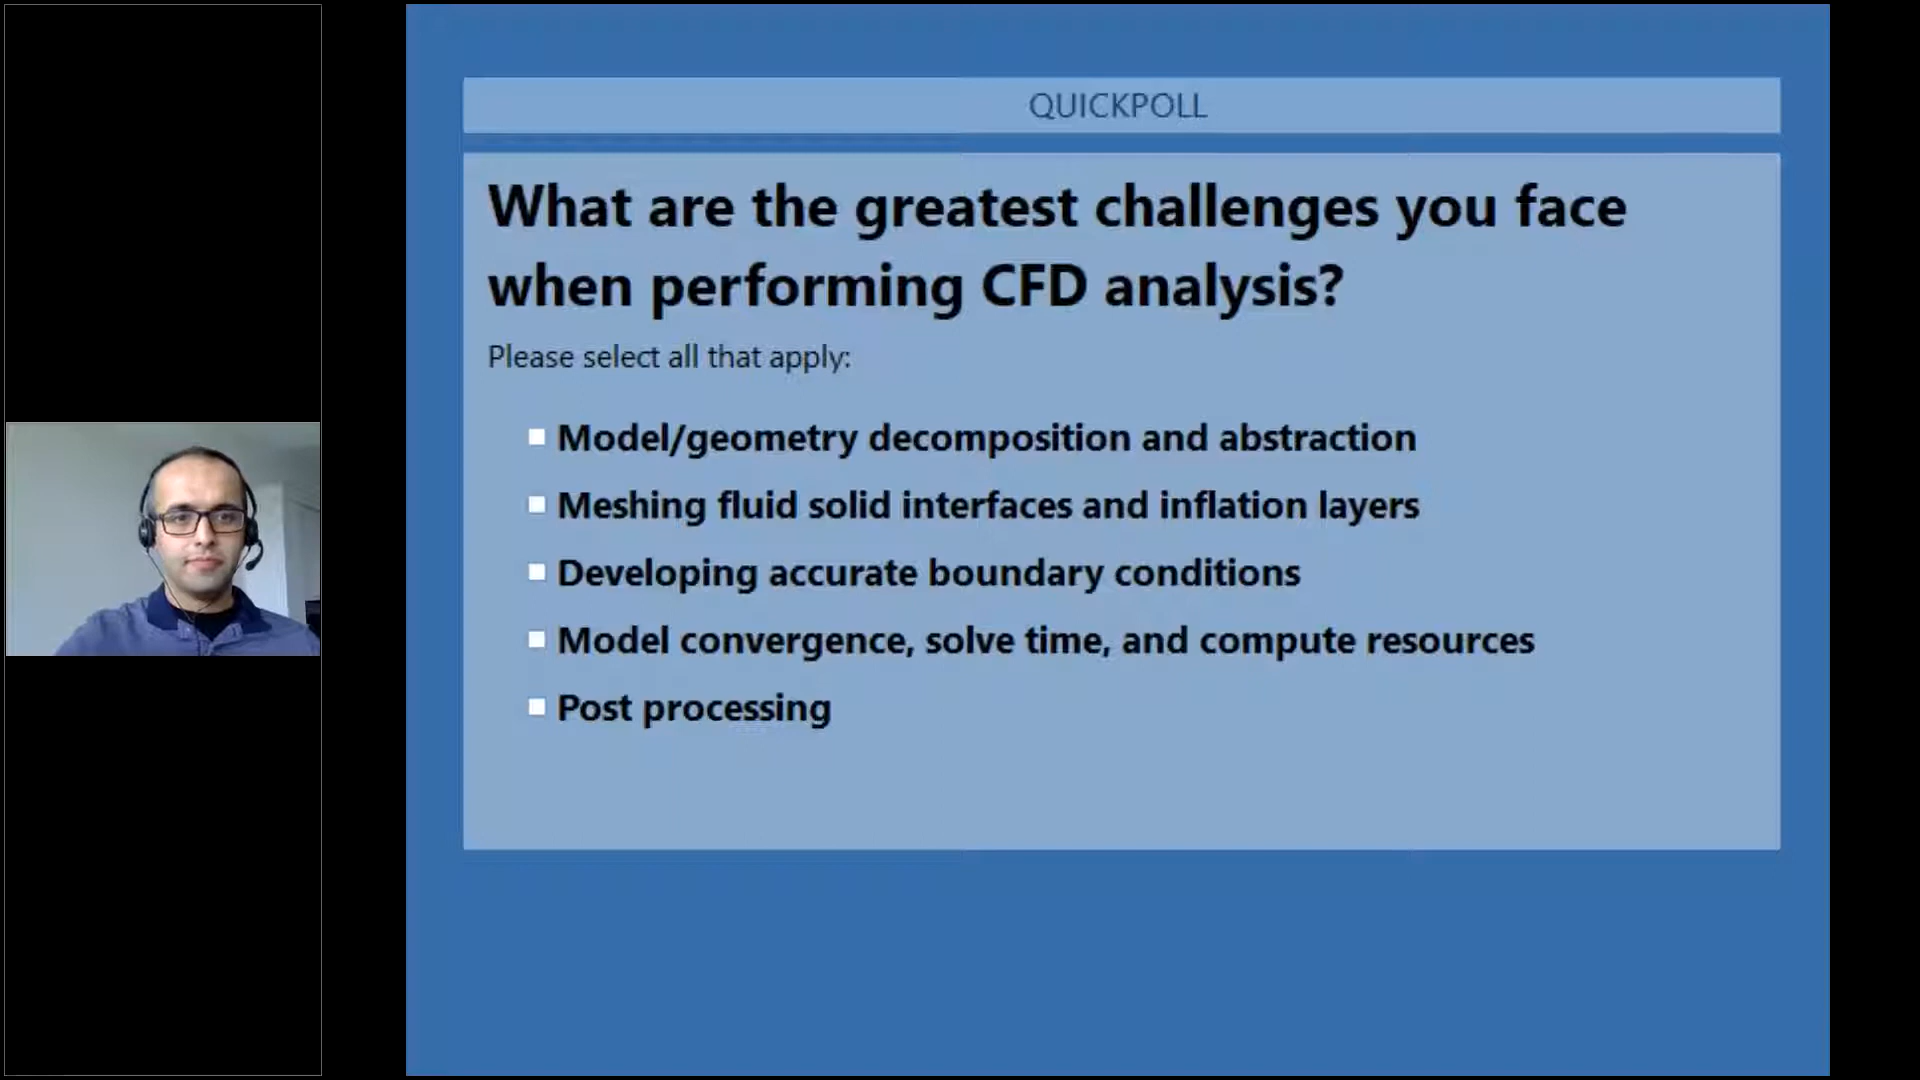 QUICKPOLL
What are the greatest challenges you face
when performing CFD analysis?
Please select all that apply:
Model/geometry decomposition and abstraction
Meshing fluid solid interfaces and inflation layers
Developing accurate boundary conditions
Model convergence, solve time, and compute resources
Post processing